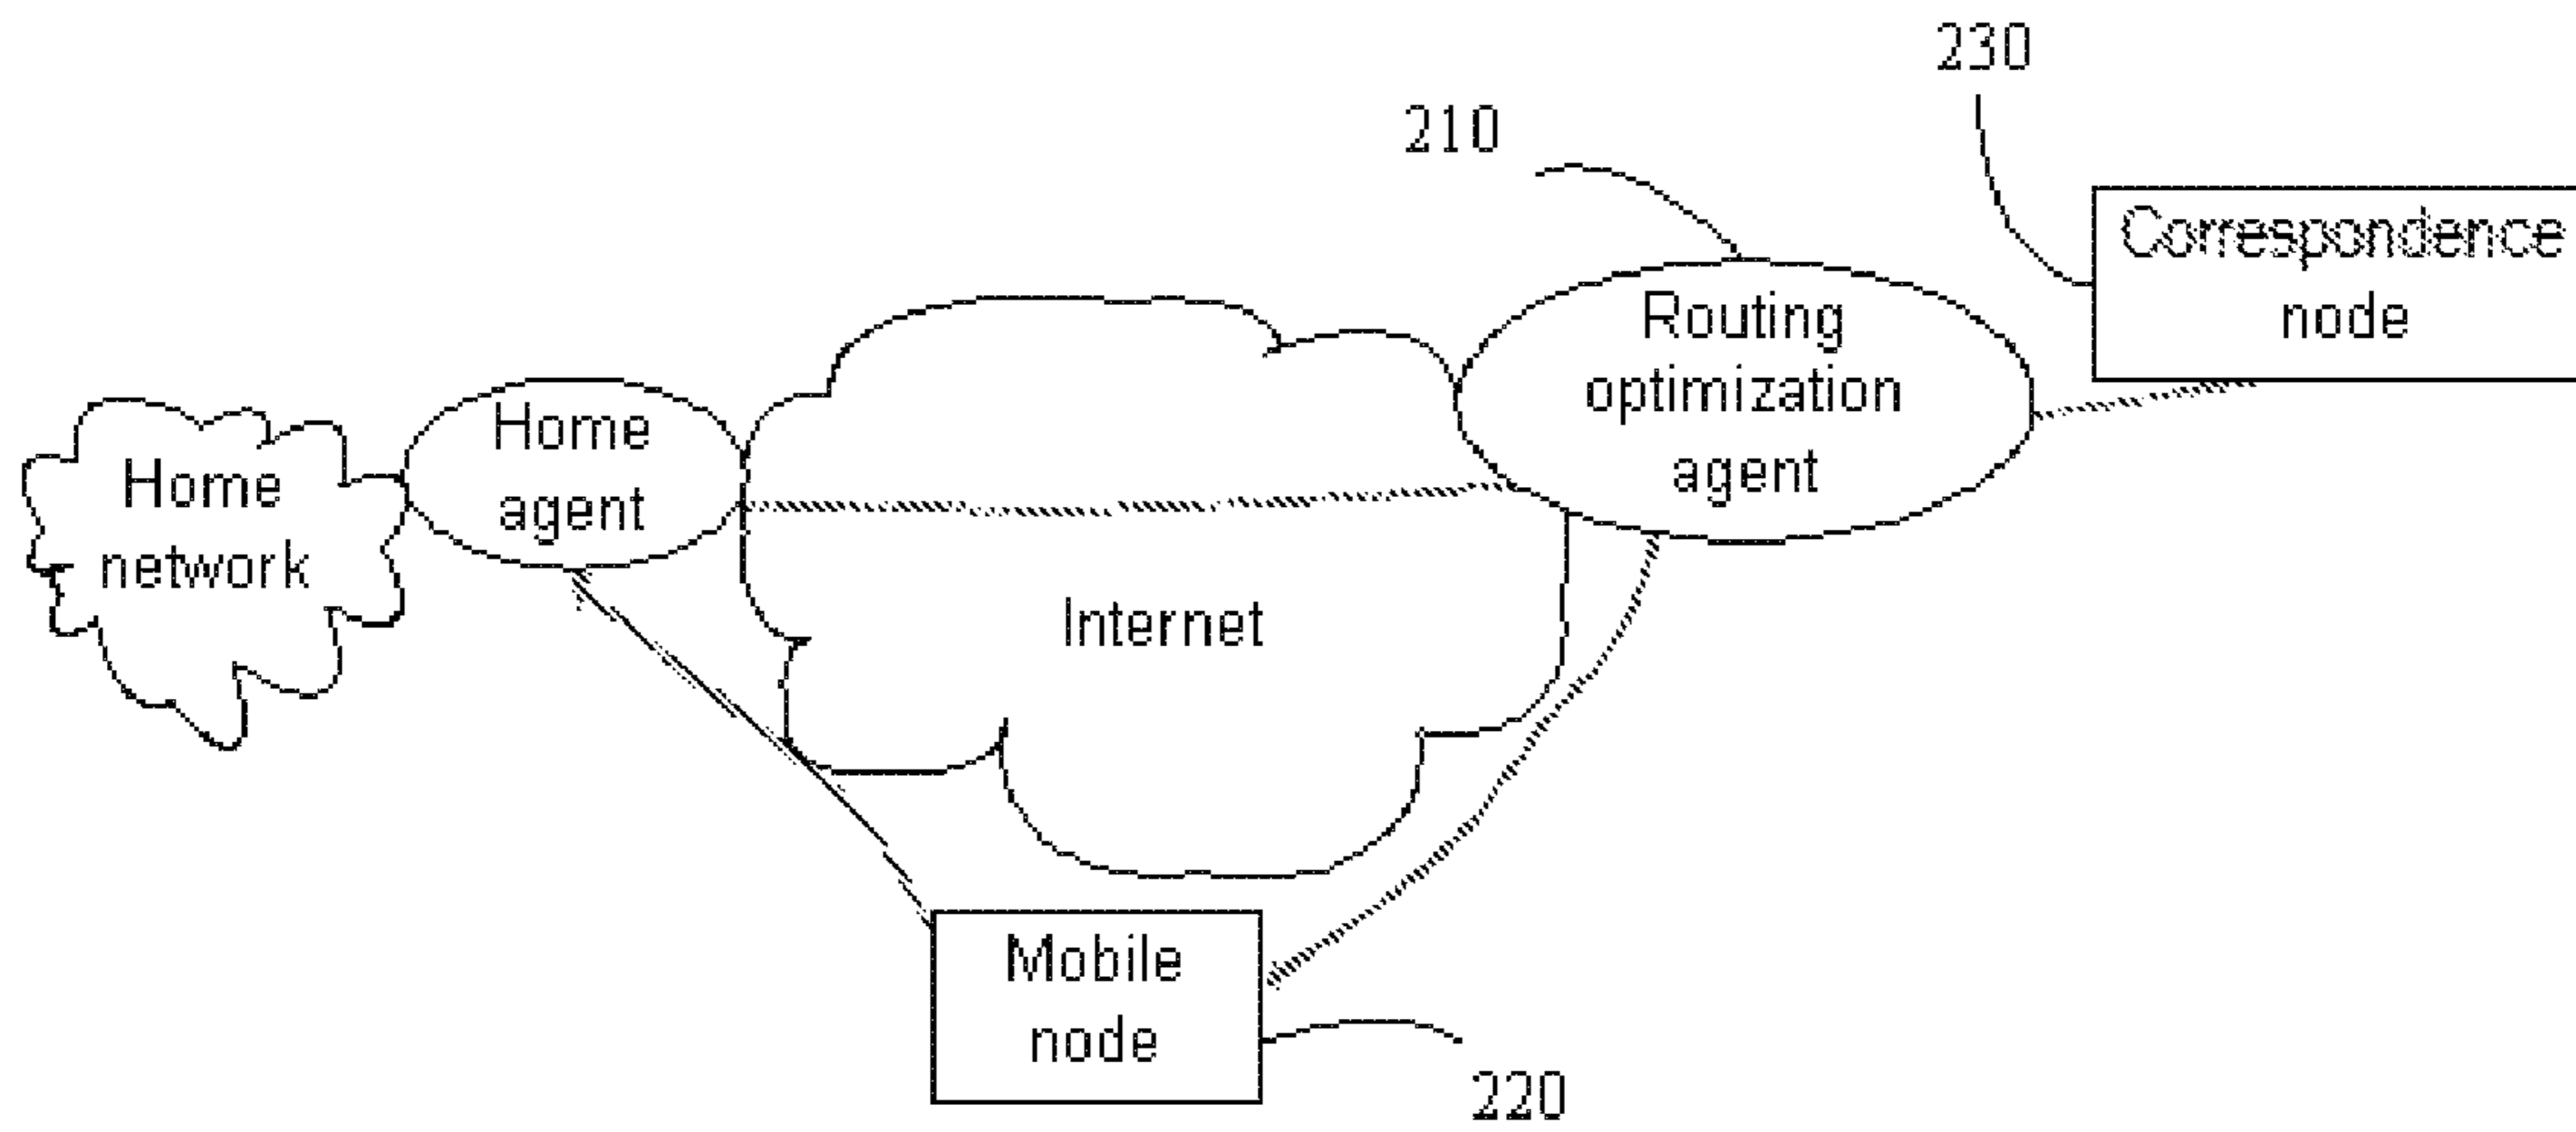 230
210
Correspondence
node
Routing
optimization
agent
Home
agent
Home
network
Internet
Mobile
node
220